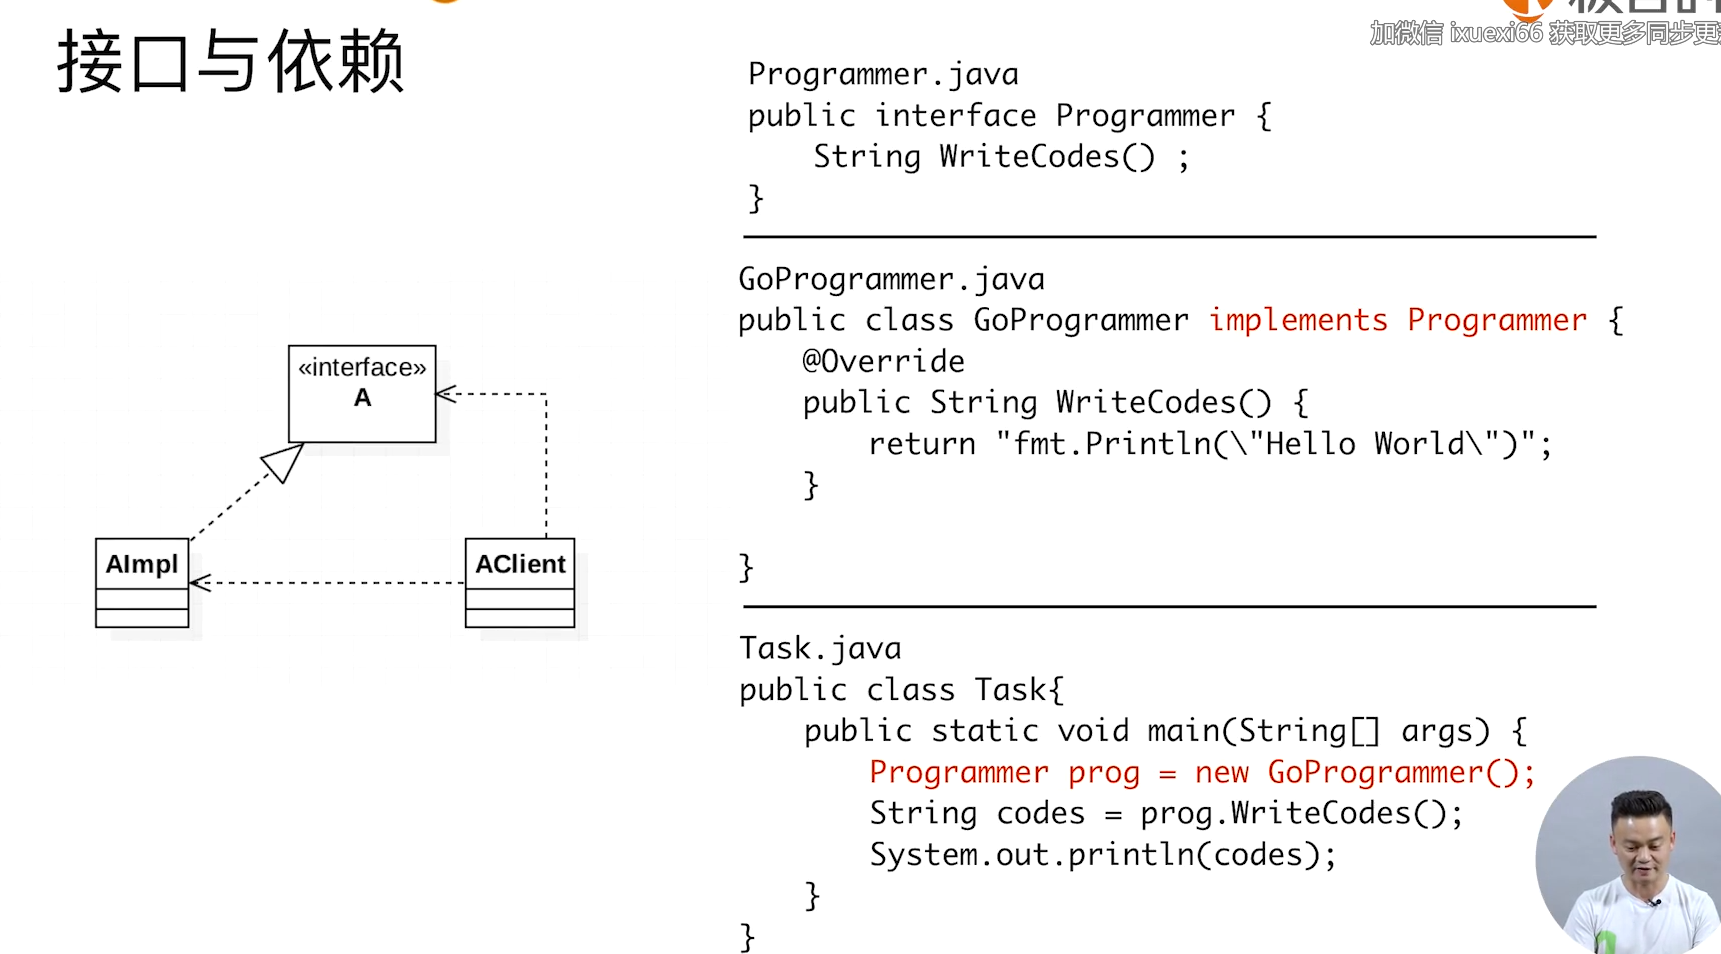 加微信 ixuexi66 获取更多同步更
接口与依赖
«interface»
A
AImpl
AClient
Programmer.java
public interface Programmer {
String WriteCodes() ;
}
GoProgrammer.java
public class GoProgrammer implements Programmer {
@Override
public String WriteCodes() {
return "fmt.Println(\"Hello World\")";
}
}
Task.java
public class Task{
public static void main(String[] args) {
Programmer prog = new GoProgrammer();
String codes = prog.WriteCodes();
System.out.println(codes);
}
}